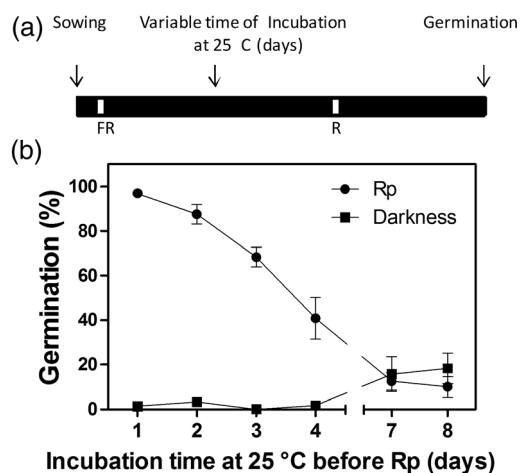 (a) Sowing Variable time of Incubation Germination
at 25 C (days)
FR R
(b)
Germination (%)
100
80
60
40
20
0
Rp
Darkness
1 2 3 4 7 8
Incubation time at 25 °C before Rp (days)